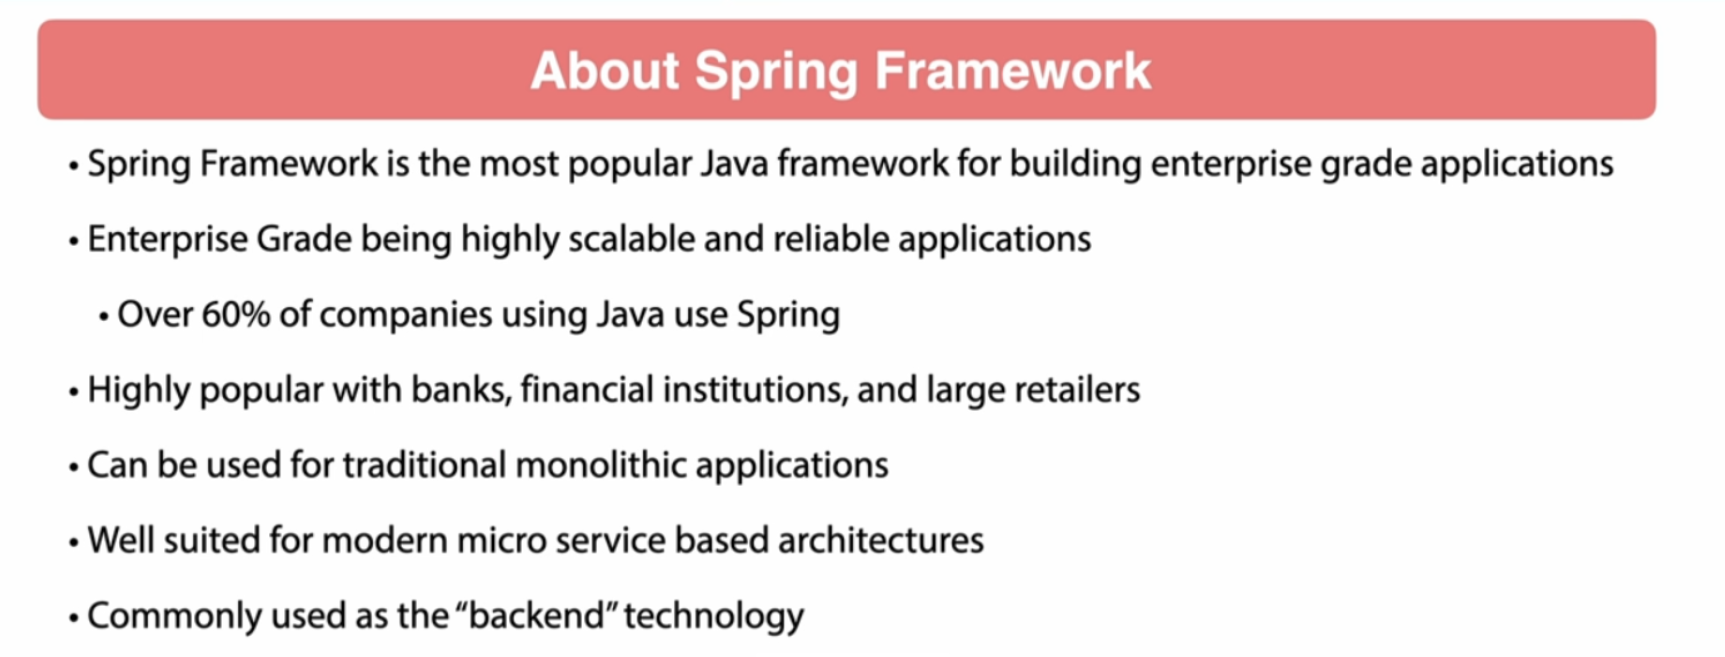 About Spring Framework
• Spring Framework is the most popular Java framework for building enterprise grade applications
• Enterprise Grade being highly scalable and reliable applications
• Over 60% of companies using Java use Spring
• Highly popular with banks, financial institutions, and large retailers
• Can be used for traditional monolithic applications
• Well suited for modern micro service based architectures
• Commonly used as the “backend” technology